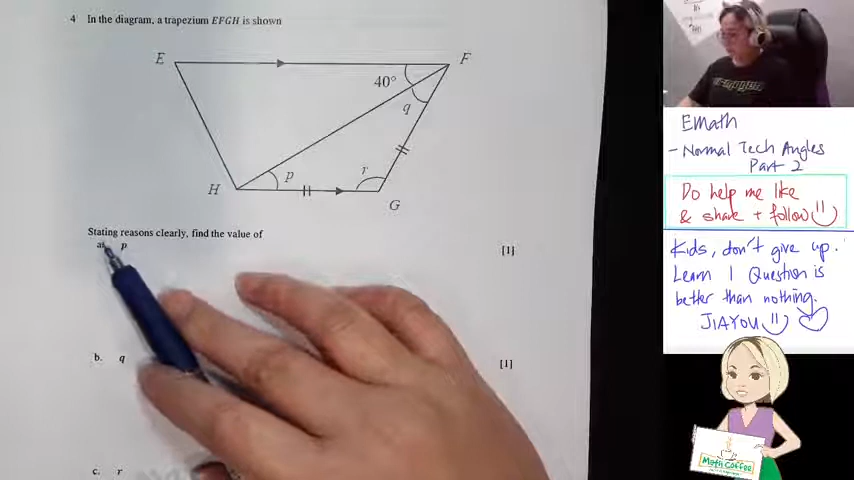 4 In the diagram, a trapezium EFGH is shown
E
F
40°
q
r
p
H
G
Stating reasons clearly, find the value of
p
[1]
b. q
[1]
c. r
EMath
- Normal Tech Angles
Part 2
Do help me like
& share + follow
Kids, don't give up.
Learn 1 Question is
better than nothing.
JIAYOU
Math Coffee